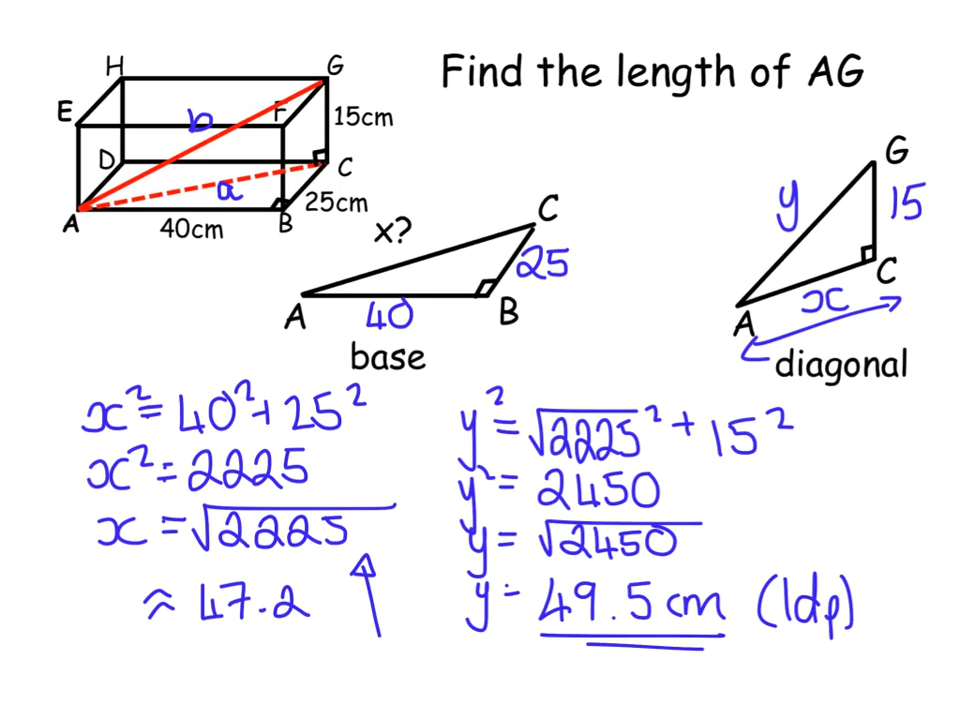 Find the length of AG
H
G
E
b
F
15cm
D
C
a
A
40cm
B
25cm
x?
C
25
A
40
B
base
G
y
15
C
x
A
diagonal
x² = 40² + 25²
x² = 2225
x = √2225
≈ 47.2
y² = √2225² + 15²
y² = 2450
y = √2450
y = 49.5 cm (1dp)